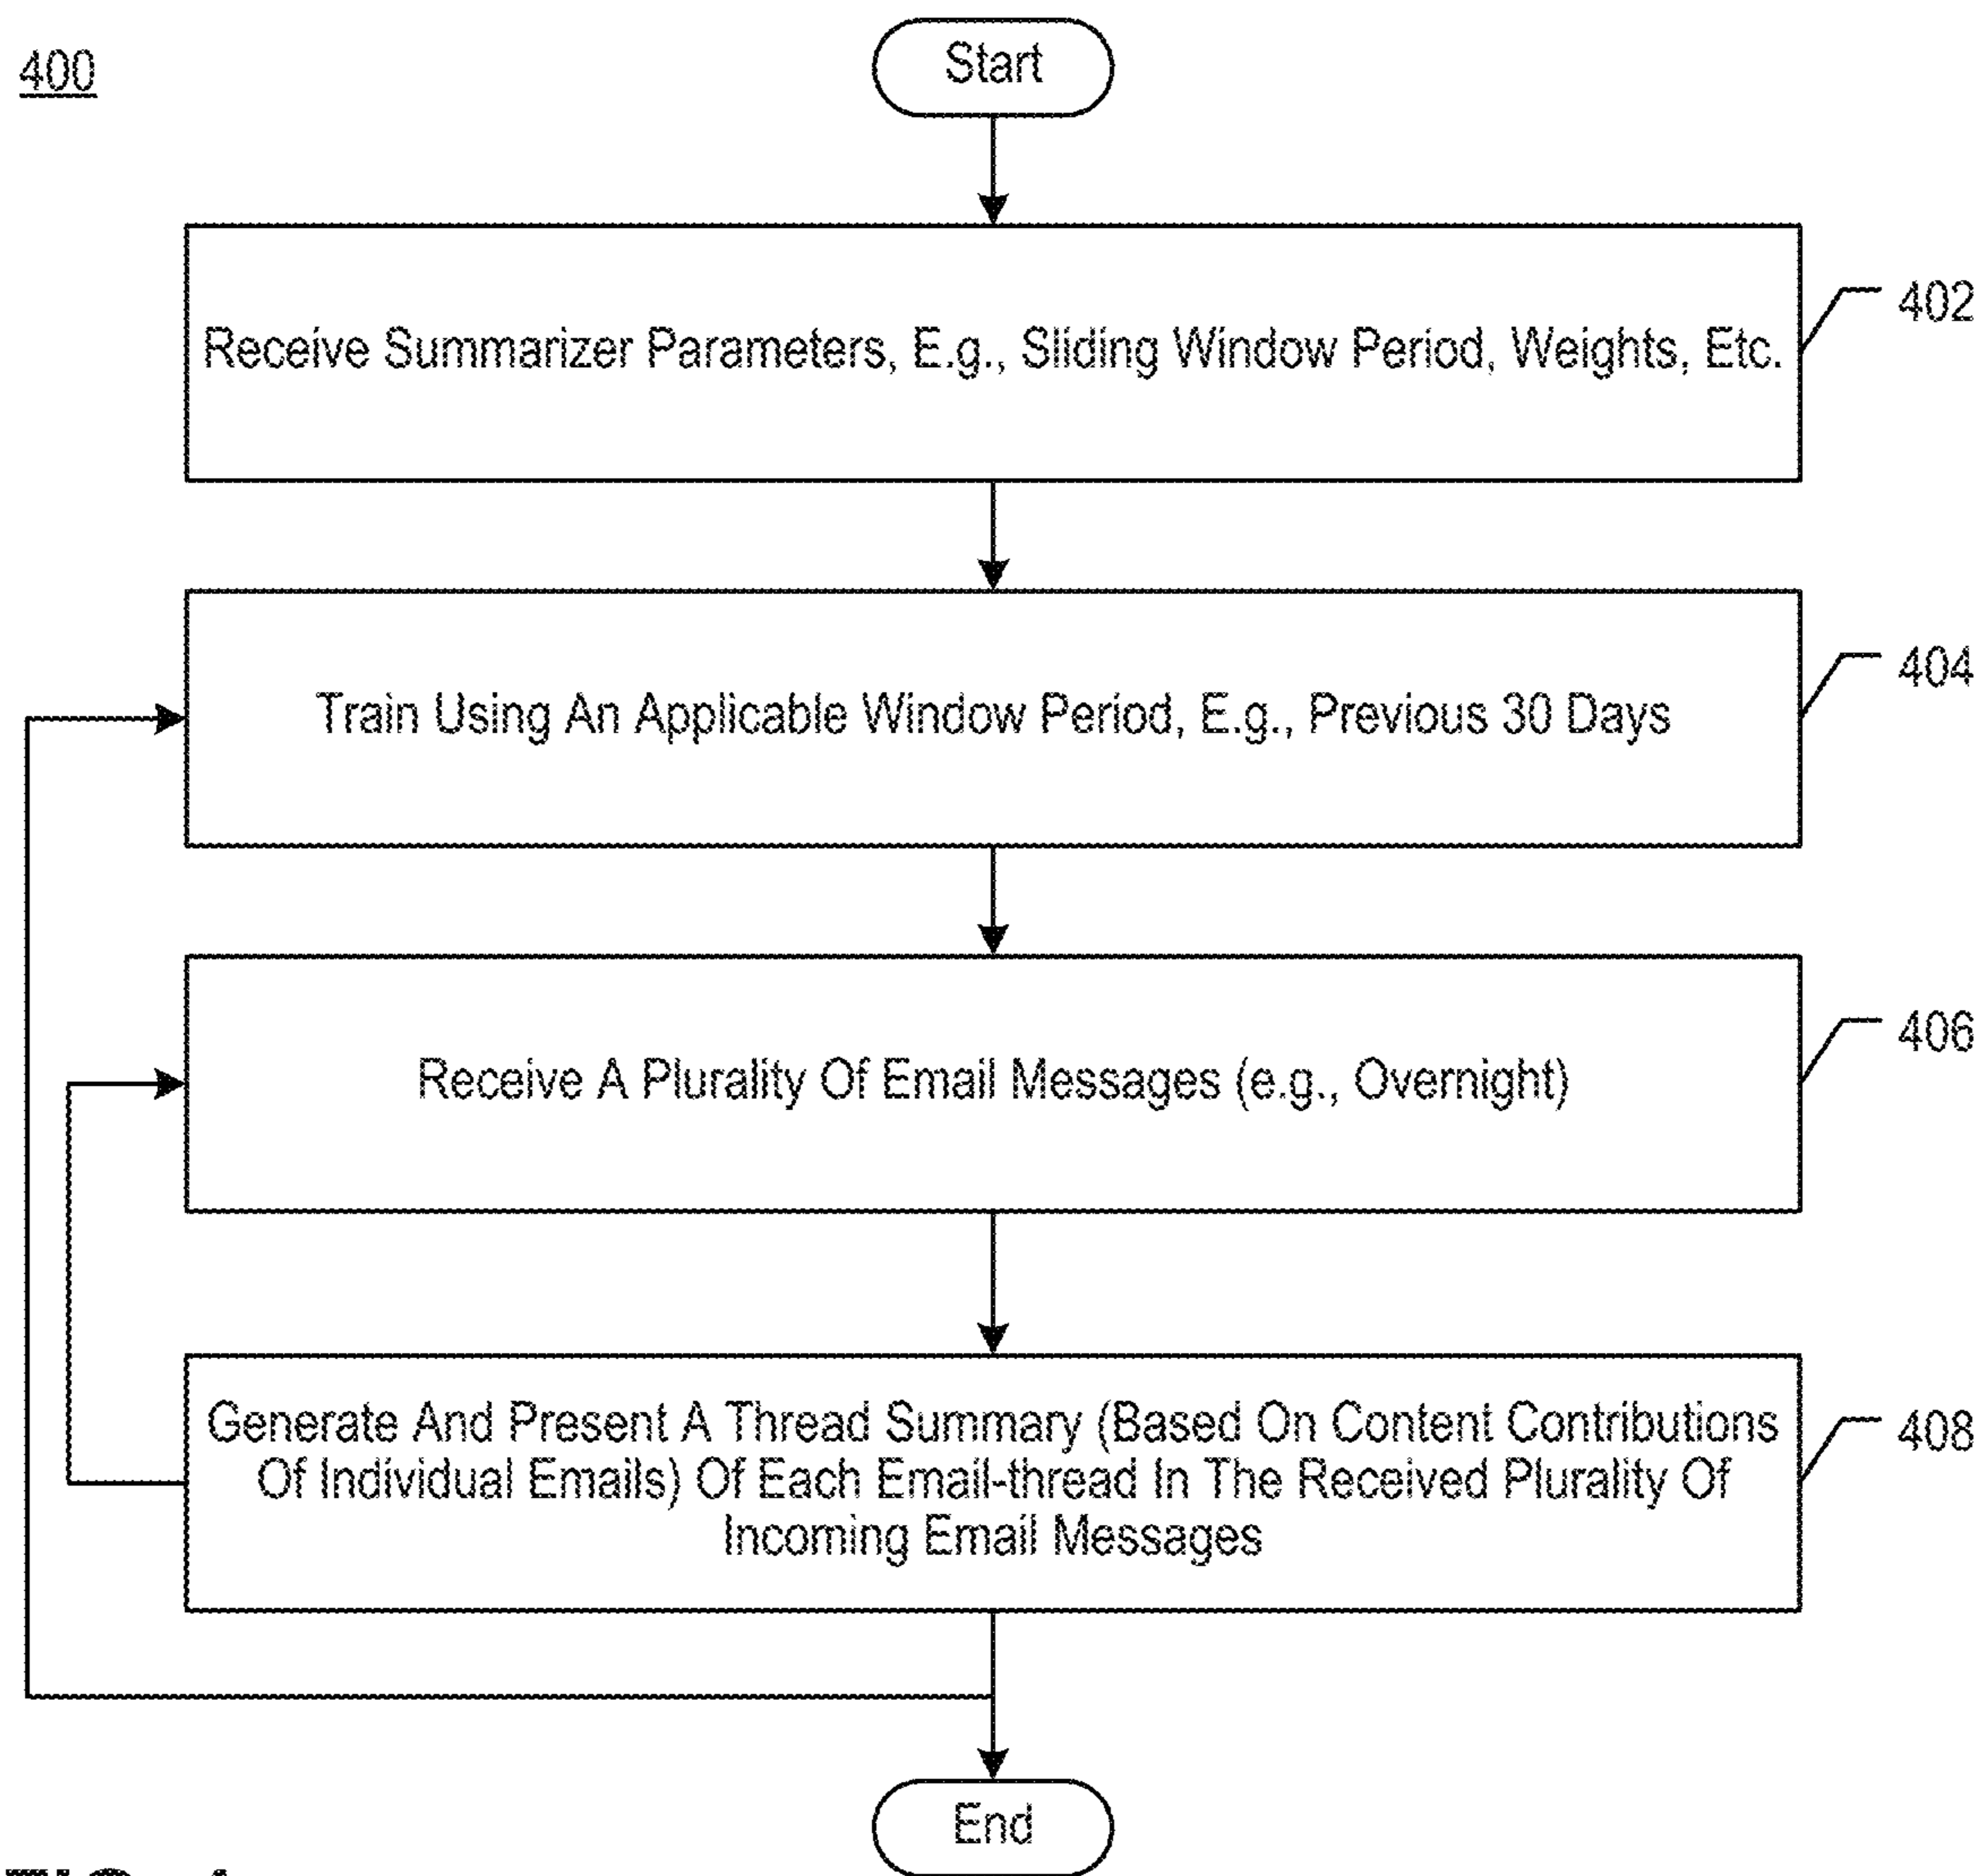 400
Start
Receive Summarizer Parameters, E.g., Sliding Window Period, Weights, Etc.
402
Train Using An Applicable Window Period, E.g., Previous 30 Days
404
Receive A Plurality Of Email Messages (e.g., Overnight)
406
Generate And Present A Thread Summary (Based On Content Contributions
Of Individual Emails) Of Each Email-thread In The Received Plurality Of
Incoming Email Messages
408
End